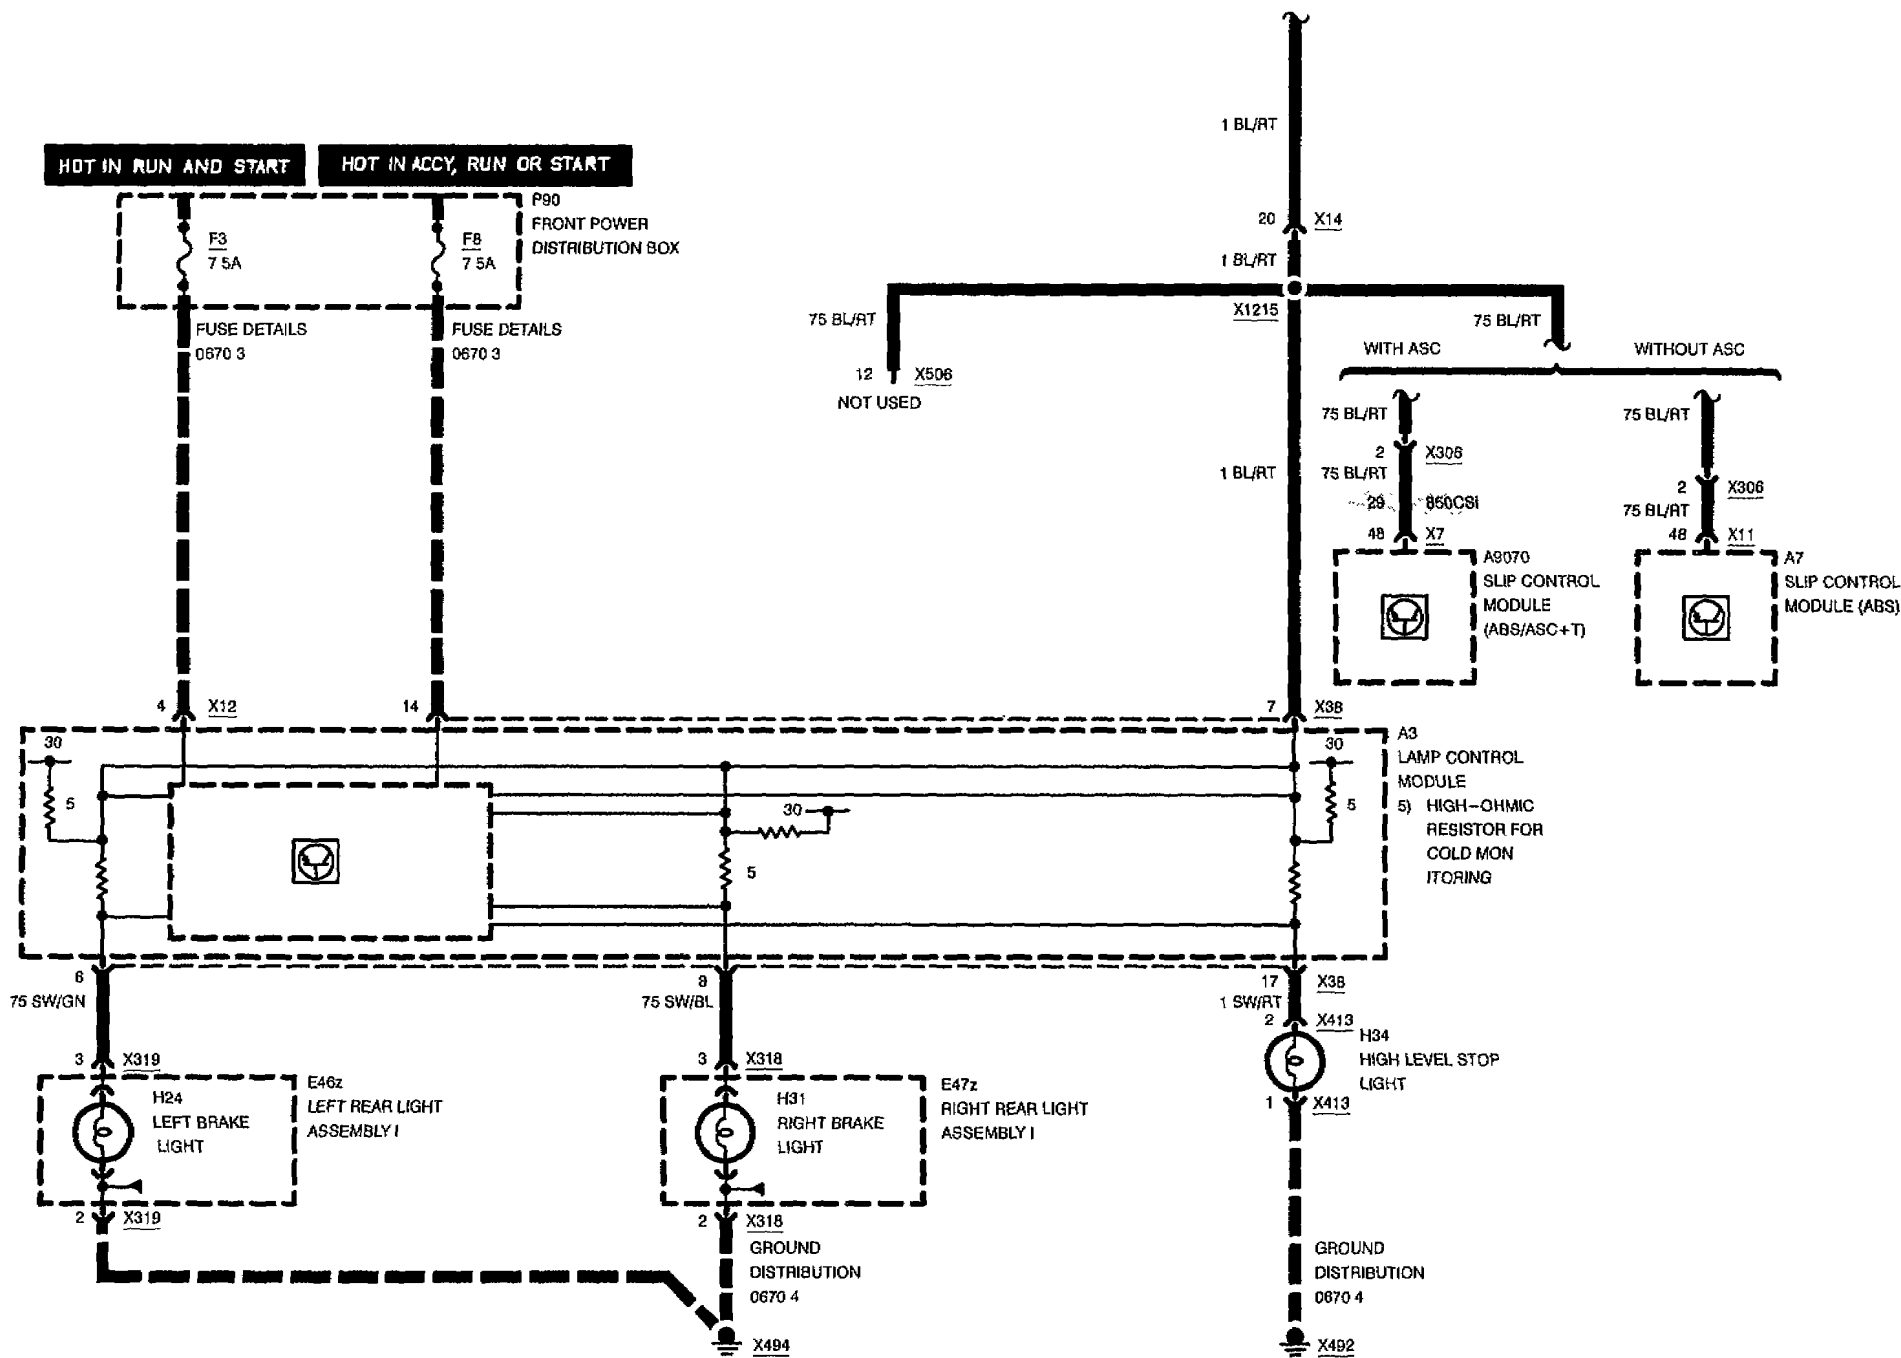 1 BL/RT
HOT IN RUN AND START
HOT IN ACCY, RUN OR START
P90
FRONT POWER
DISTRIBUTION BOX
F3
7 5A
F8
7 5A
20 X14
1 BL/RT
X1215
75 BL/RT
12 X506
NOT USED
75 BL/RT
FUSE DETAILS
0670 3
FUSE DETAILS
0670 3
WITH ASC
WITHOUT ASC
75 BL/RT
2 X306
75 BL/RT
29 850CSi
48 X7
75 BL/RT
2 X306
75 BL/RT
48 X11
1 BL/RT
A9070
SLIP CONTROL
MODULE
(ABS/ASC+T)
A7
SLIP CONTROL
MODULE (ABS)
4 X12
14
7 X38
A3
LAMP CONTROL
MODULE
5) HIGH-OHMIC
RESISTOR FOR
COLD MON
ITORING
30
5
30
5
30
5
6
75 SW/GN
8
75 SW/BL
17 X38
1 SW/RT
2 X413
H34
HIGH LEVEL STOP
LIGHT
1 X413
3 X319
E46z
LEFT REAR LIGHT
ASSEMBLY I
H24
LEFT BRAKE
LIGHT
2 X319
3 X318
E47z
RIGHT REAR LIGHT
ASSEMBLY I
H31
RIGHT BRAKE
LIGHT
2 X318
GROUND
DISTRIBUTION
0670 4
X494
GROUND
DISTRIBUTION
0670 4
X492